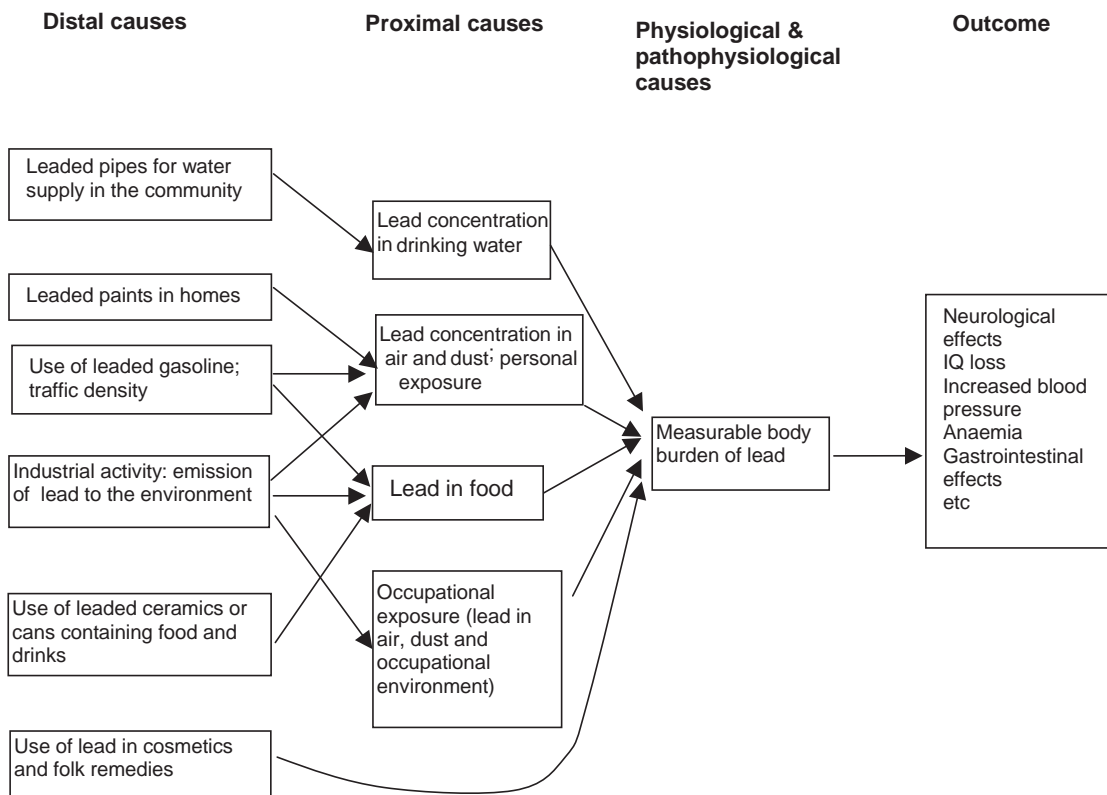 Distal causes
Proximal causes
Physiological &
pathophysiological
causes
Outcome
Leaded pipes for water
supply in the community
Leaded paints in homes
Use of leaded gasoline;
traffic density
Industrial activity: emission
of lead to the environment
Use of leaded ceramics or
cans containing food and
drinks
Use of lead in cosmetics
and folk remedies
Lead concentration
in drinking water
Lead concentration in
air and dust; personal
exposure
Lead in food
Occupational
exposure (lead in
air, dust and
occupational
environment)
Measurable body
burden of lead
Neurological
effects
IQ loss
Increased blood
pressure
Anaemia
Gastrointestinal
effects
etc